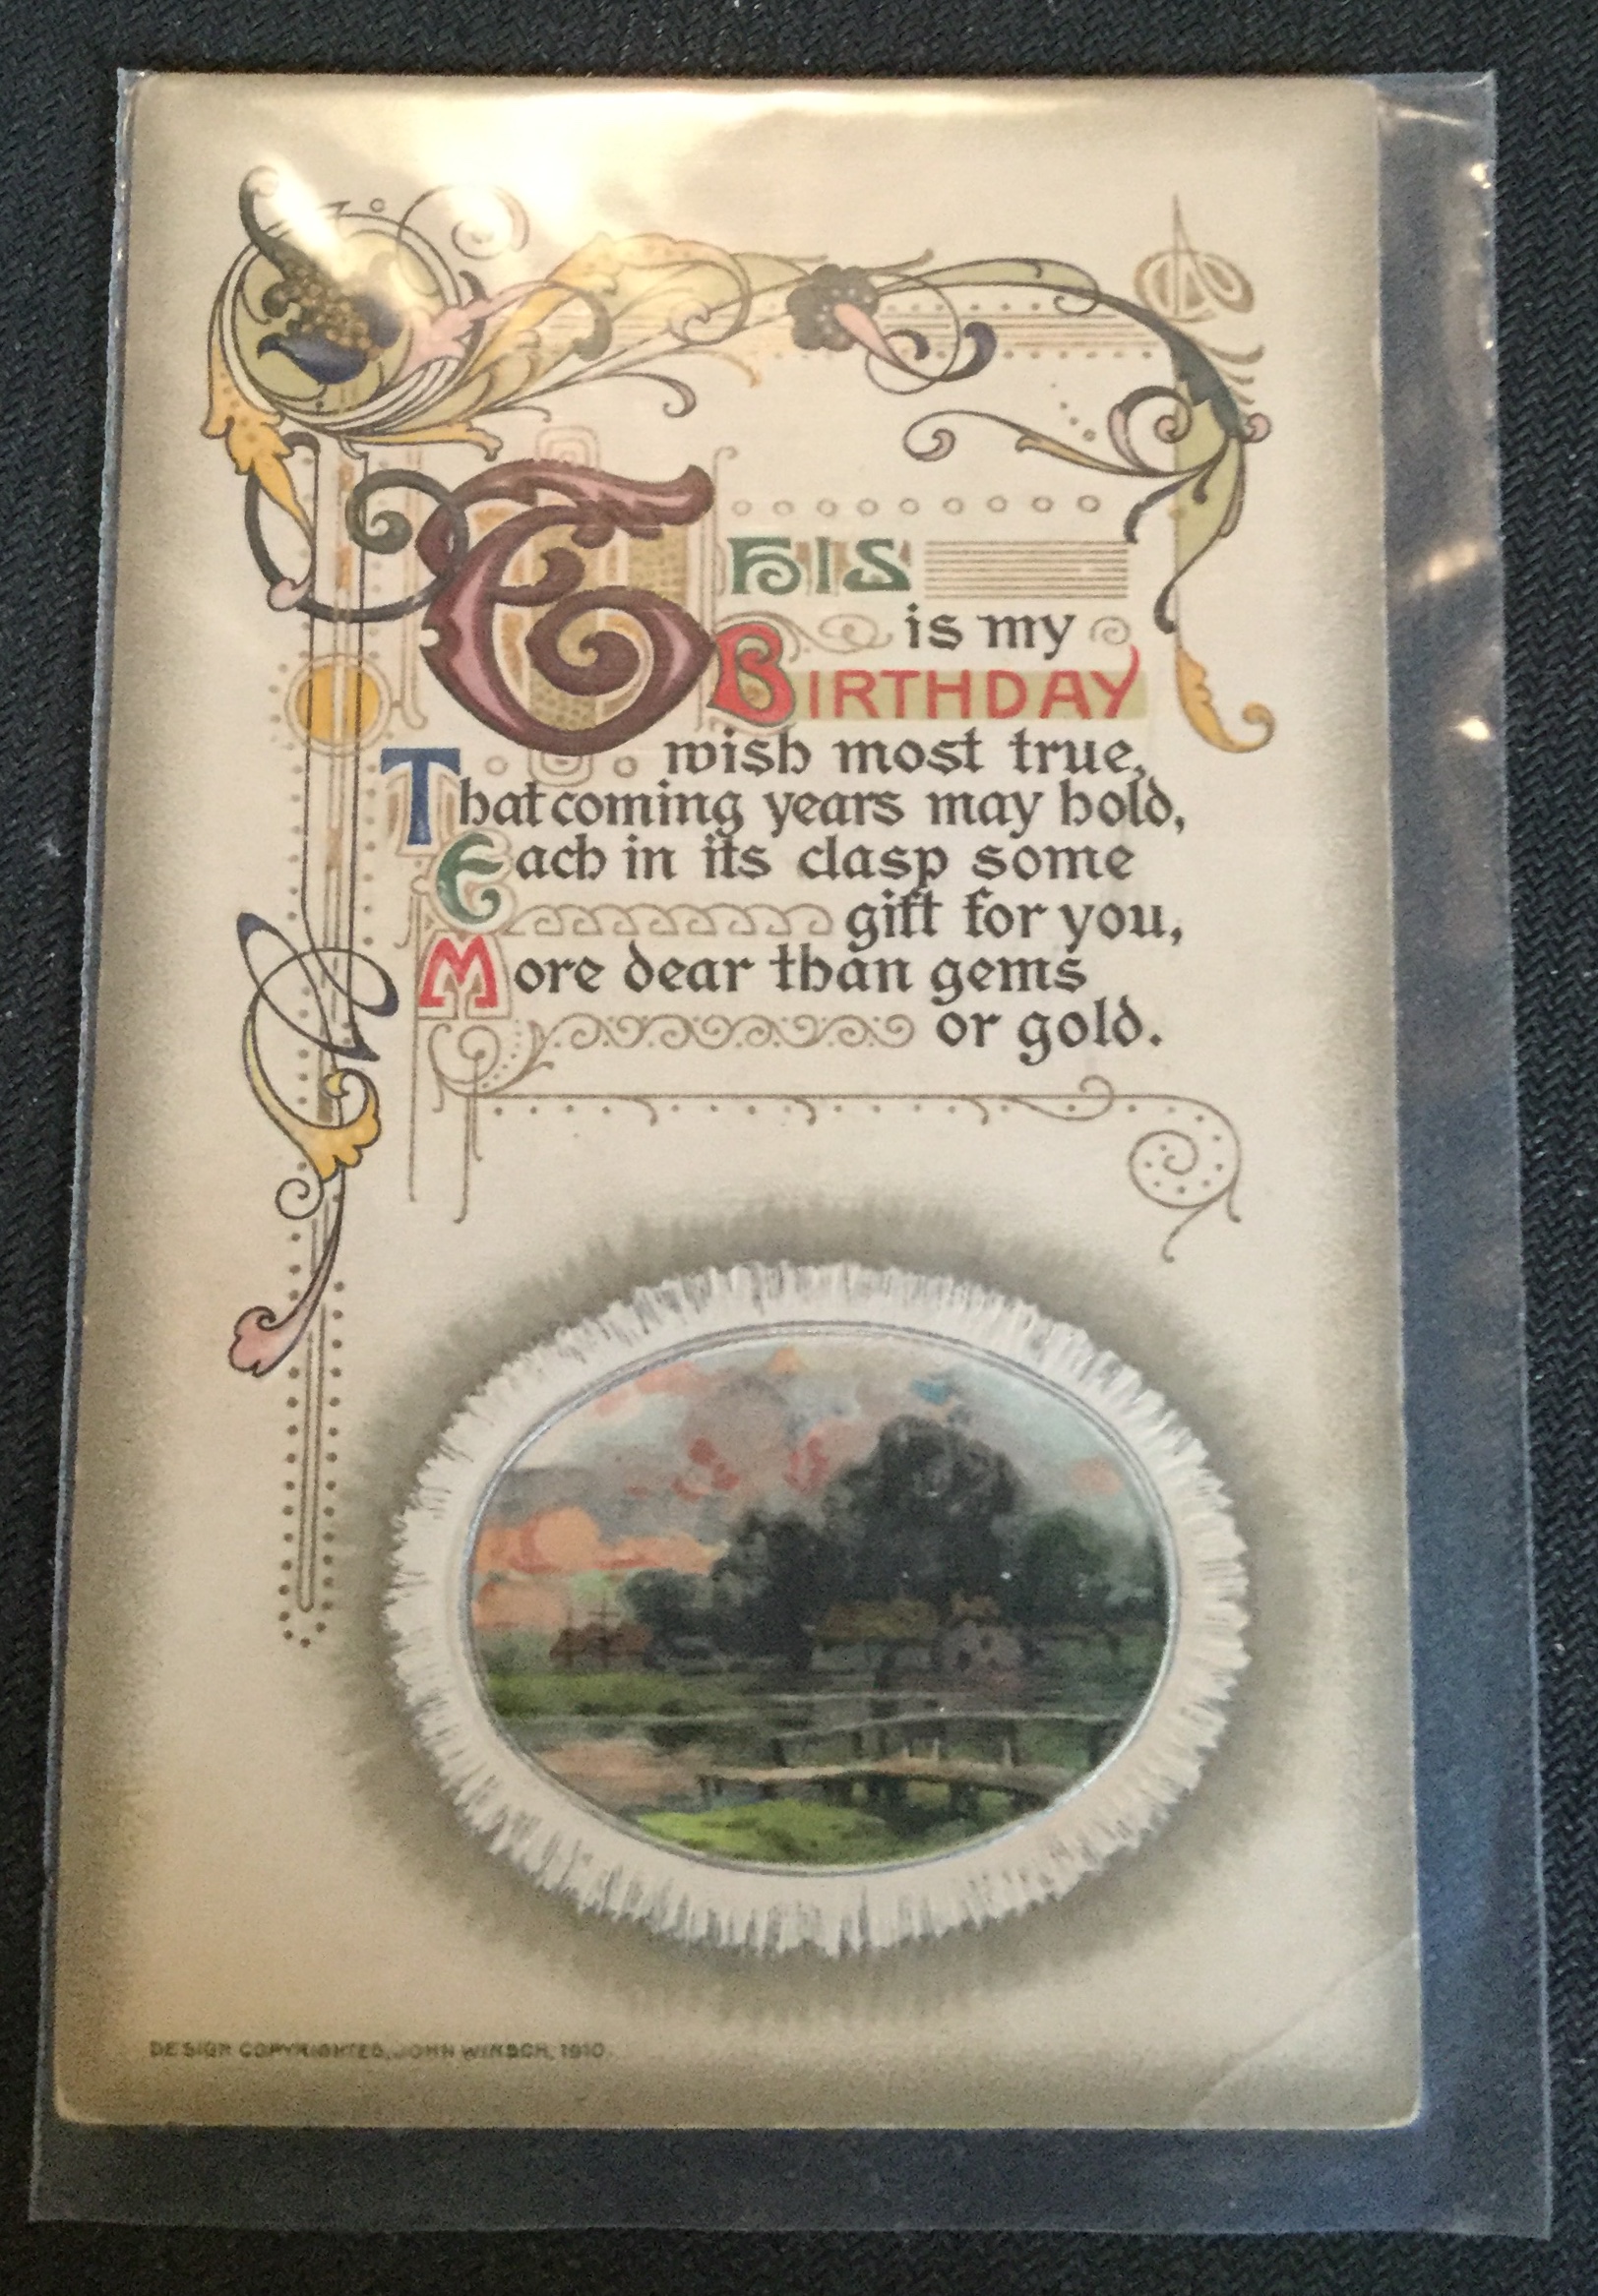 This
is my
BIRTHDAY
wish most true,
That coming years may hold,
Each in its clasp some
gift for you,
More dear than gems
or gold.
DESIGN COPYRIGHTED, JOHN WINSCH, 1910.